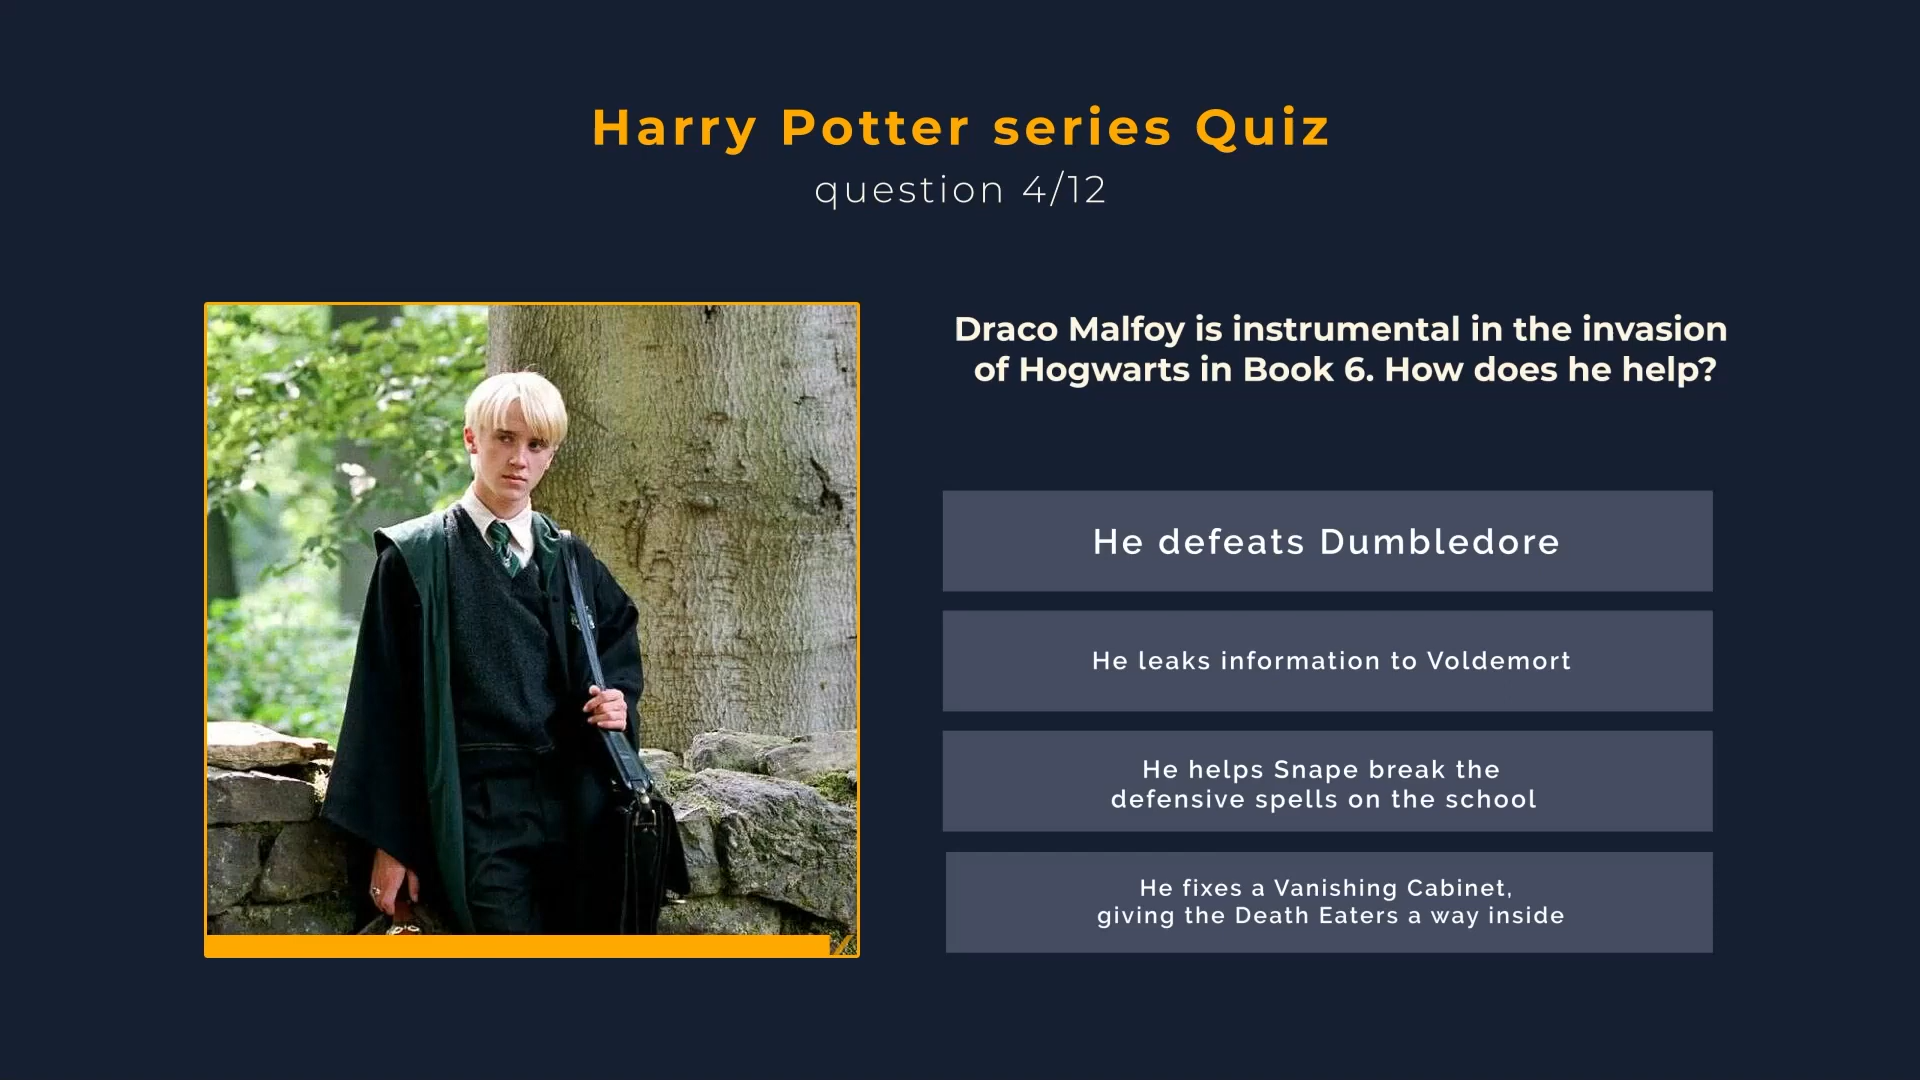 Harry Potter series Quiz
question 4/12
Draco Malfoy is instrumental in the invasion
of Hogwarts in Book 6. How does he help?
He defeats Dumbledore
He leaks information to Voldemort
He helps Snape break the
defensive spells on the school
He fixes a Vanishing Cabinet,
giving the Death Eaters a way inside